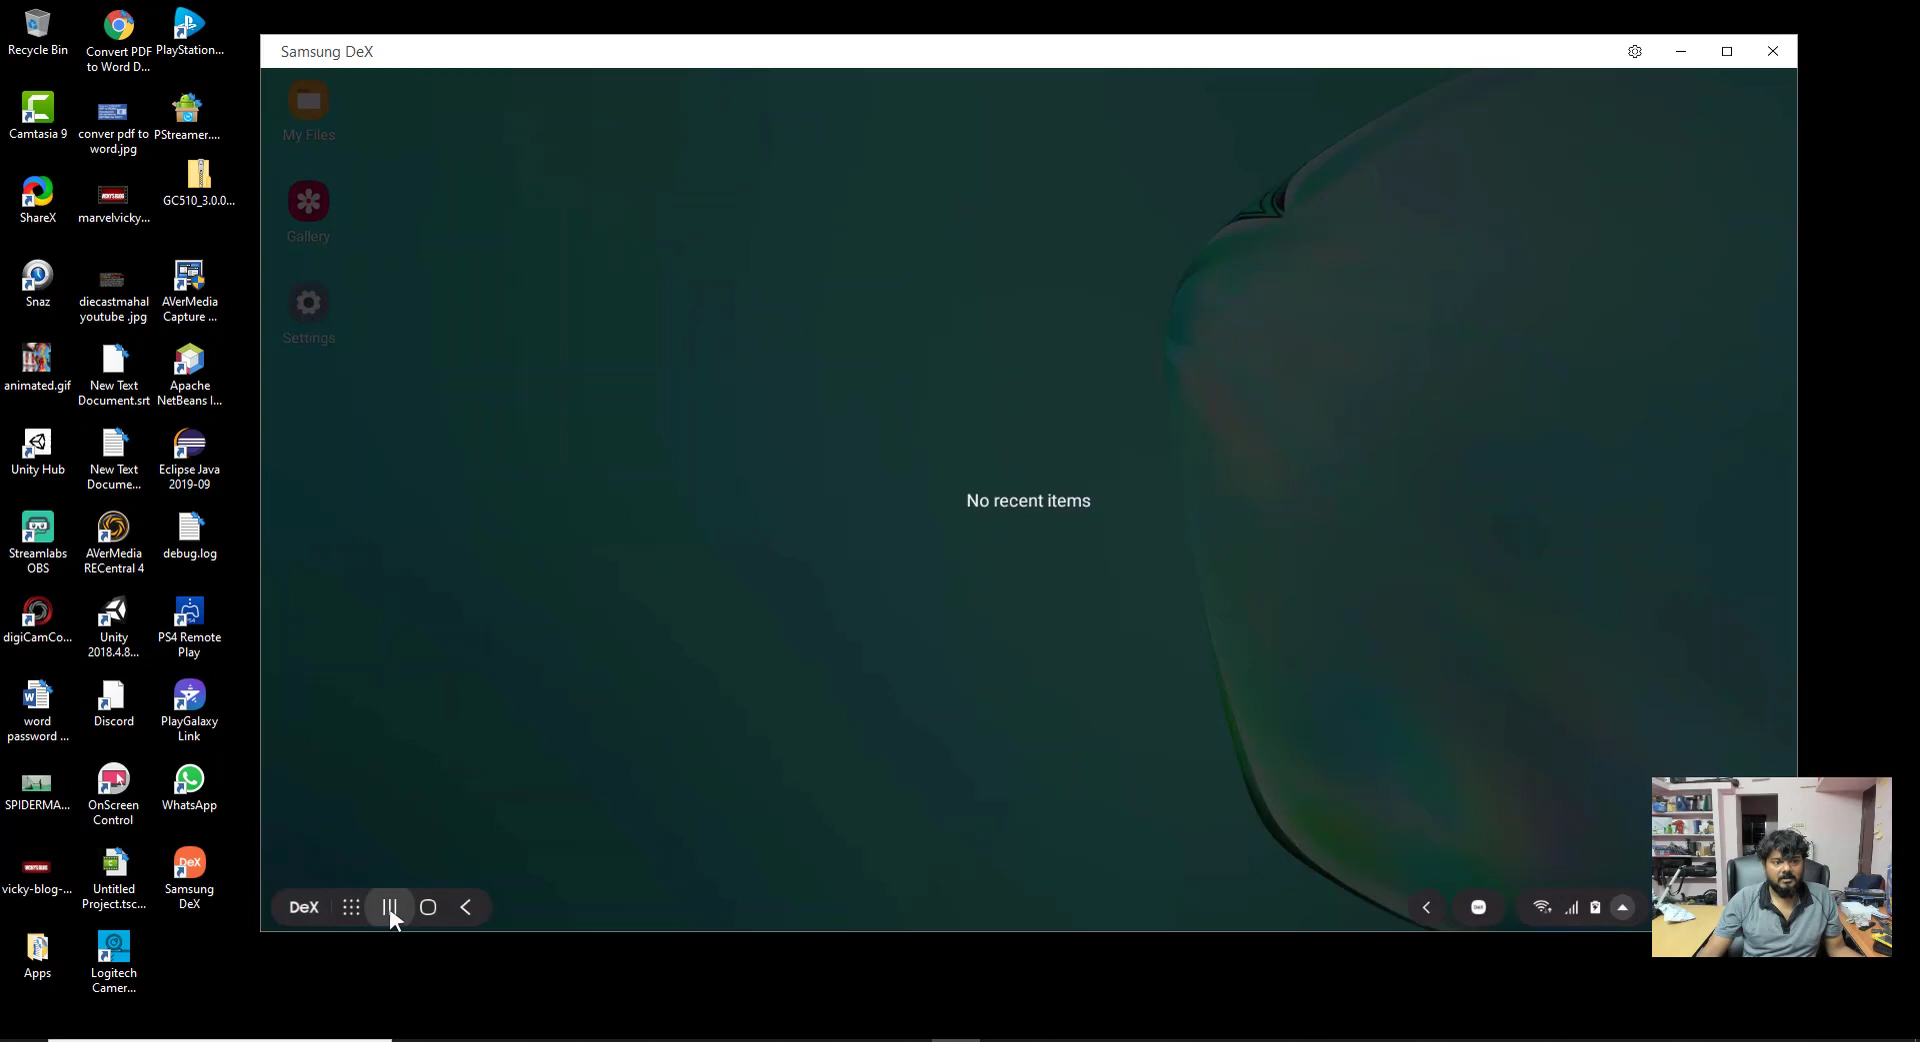 Recycle Bin
Convert PDF
to Word D...
PlayStation...
Camtasia 9
conver pdf to
word.jpg
PStreamer....
ShareX
marvelvicky...
GC510_3.0.0...
Snaz
diecastmahal
youtube .jpg
AVerMedia
Capture ...
animated.gif
New Text
Document.srt
Apache
NetBeans I...
Unity Hub
New Text
Docume...
Eclipse Java
2019-09
Streamlabs
OBS
AVerMedia
RECentral 4
debug.log
digiCamCo...
Unity
2018.4.8...
PS4 Remote
Play
word
password ...
Discord
PlayGalaxy
Link
SPIDERMA...
OnScreen
Control
WhatsApp
vicky-blog-...
Untitled
Project.tsc...
DeX
Samsung
DeX
Apps
Logitech
Camer...
Samsung DeX
My Files
Gallery
Settings
No recent items
DeX